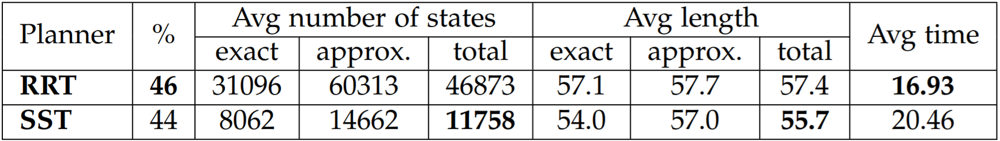 Planner % Avg number of states Avg length Avg time
exact approx. total exact approx. total
RRT 46 31096 60313 46873 57.1 57.7 57.4 16.93
SST 44 8062 14662 11758 54.0 57.0 55.7 20.46